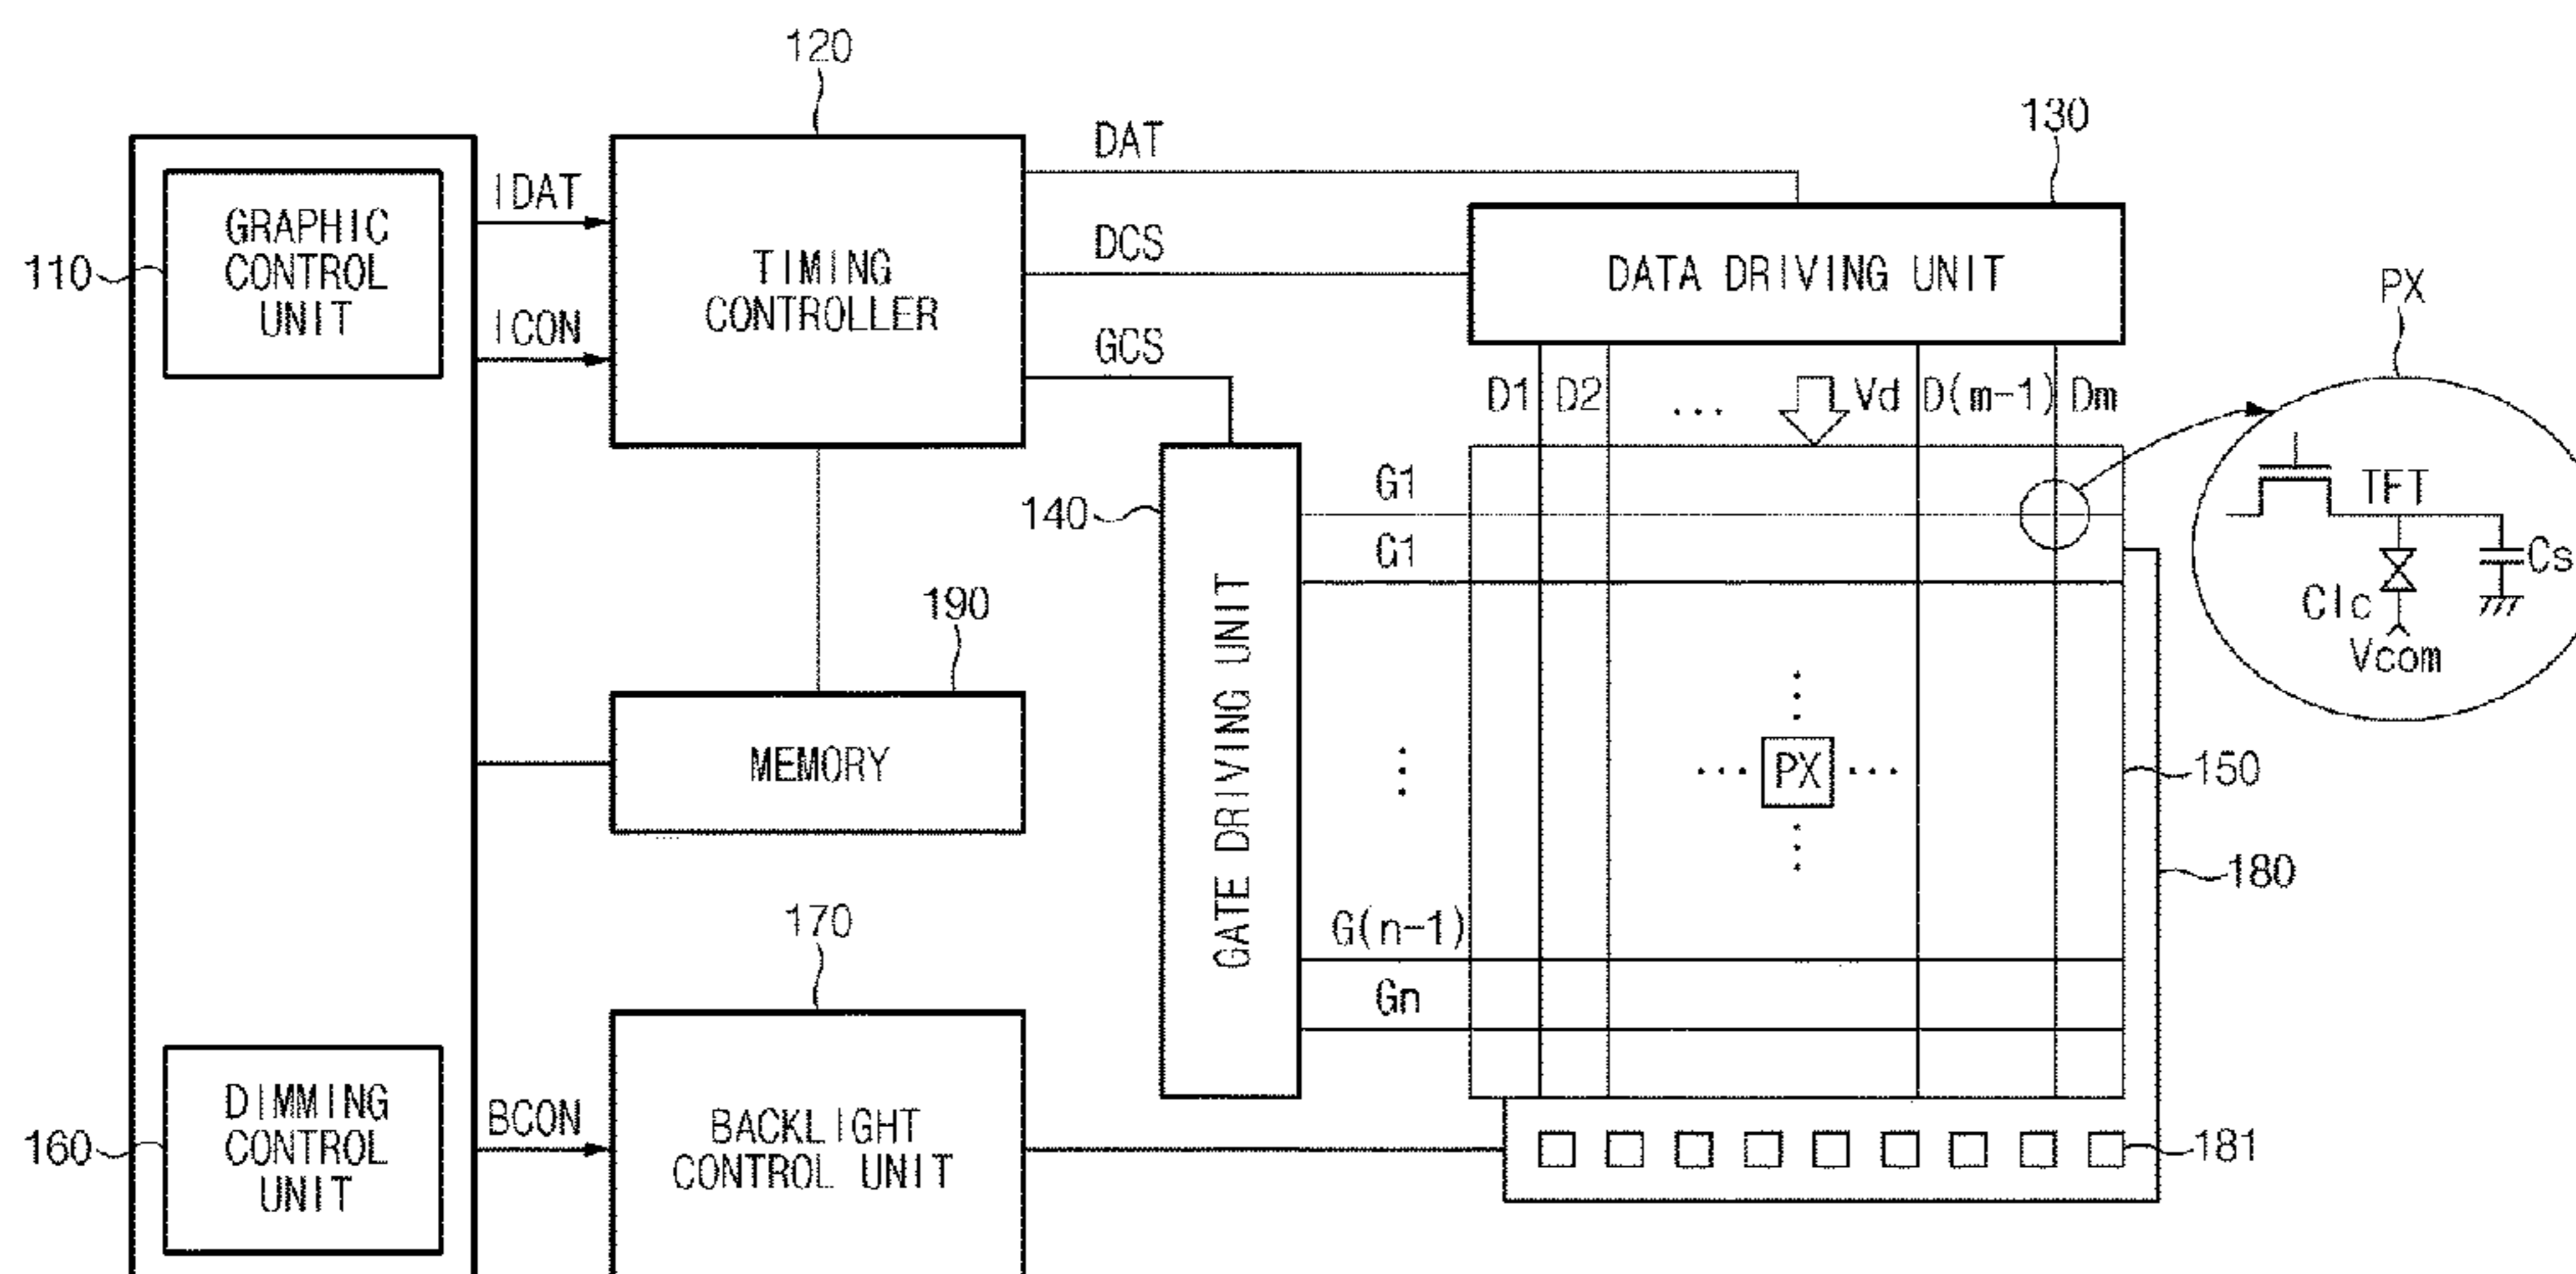 120
130
110
GRAPHIC
CONTROL
UNIT
IDAT
ICON
TIMING
CONTROLLER
DAT
DCS
GCS
DATA DRIVING UNIT
PX
D1
D2
...
Vd
D(m-1)
Dm
140
GATE DRIVING UNIT
G1
G1
TFT
Clc
Cs
Vcom
190
MEMORY
PX
150
180
G(n-1)
Gn
170
160
DIMMING
CONTROL
UNIT
BCON
BACKLIGHT
CONTROL UNIT
181